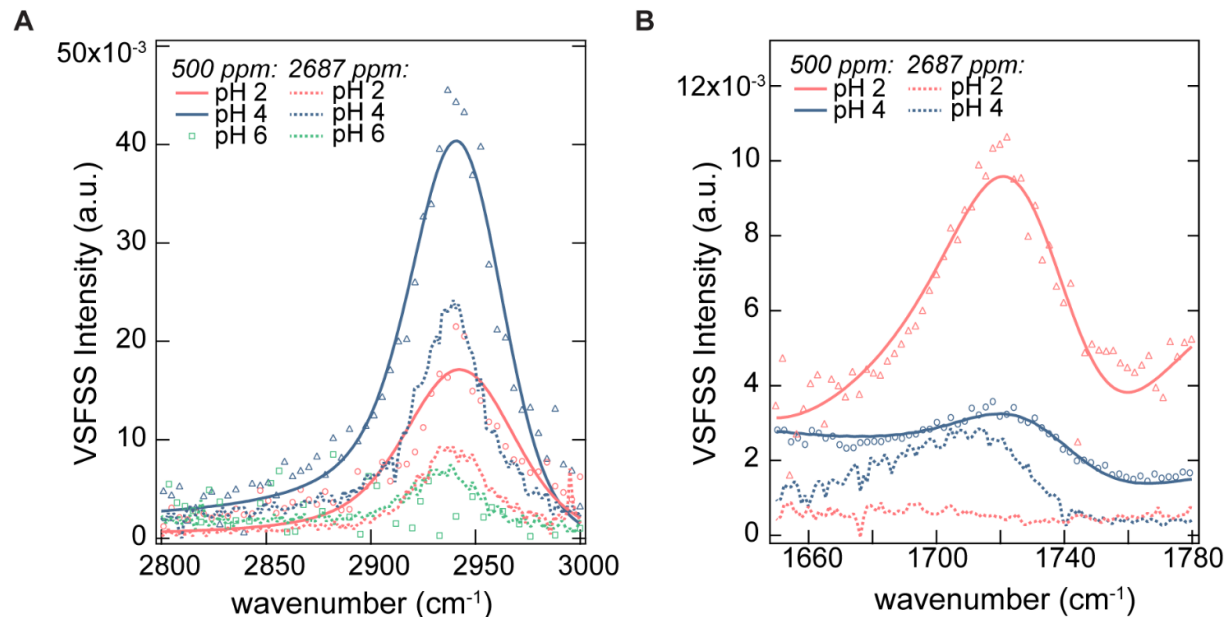 A
50x10⁻³
40
30
20
10
0
VSFSS Intensity (a.u.)
500 ppm: 2687 ppm:
pH 2 pH 2
pH 4 pH 4
pH 6 pH 6
2800 2850 2900 2950 3000
wavenumber (cm⁻¹)
B
12x10⁻³
10
8
6
4
2
0
VSFSS Intensity (a.u.)
500 ppm: 2687 ppm:
pH 2 pH 2
pH 4 pH 4
1660 1700 1740 1780
wavenumber (cm⁻¹)